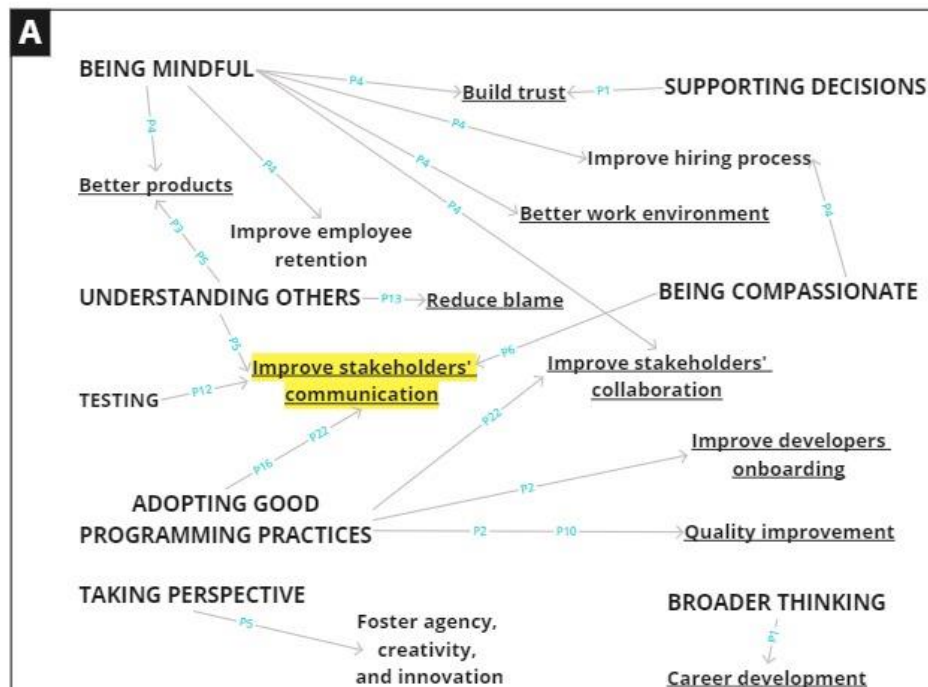 A
BEING MINDFUL
P4
Build trust
P1
SUPPORTING DECISIONS
P4
P4
Improve hiring process
P4
P4
Better products
P4
Better work environment
P4
P3
P5
Improve employee
retention
UNDERSTANDING OTHERS
P13
Reduce blame
BEING COMPASSIONATE
P5
P6
Improve stakeholders'
communication
Improve stakeholders'
collaboration
TESTING
P12
P22
P16
P22
Improve developers
onboarding
P2
ADOPTING GOOD
PROGRAMMING PRACTICES
P2
P10
Quality improvement
TAKING PERSPECTIVE
P5
Foster agency,
creativity,
and innovation
BROADER THINKING
P1
Career development